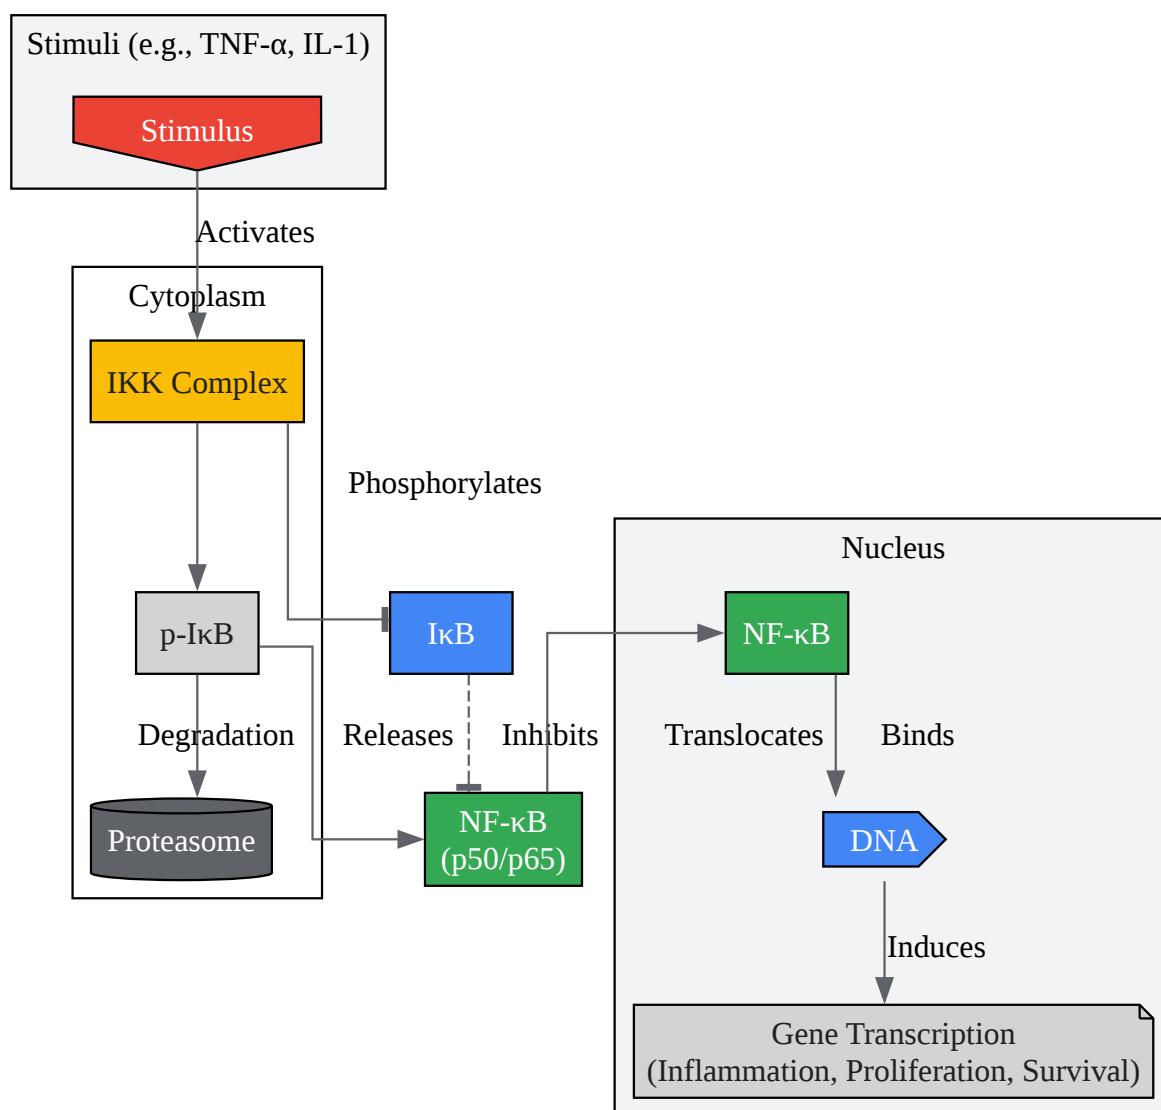 Stimuli (e.g., TNF-α, IL-1)
Stimulus
Activates
Cytoplasm
IKK Complex
Phosphorylates
Nucleus
p-IκB
IκB
NF-κB
Degradation
Releases
Inhibits
Translocates
Binds
Proteasome
NF-κB
(p50/p65)
DNA
Induces
Gene Transcription
(Inflammation, Proliferation, Survival)